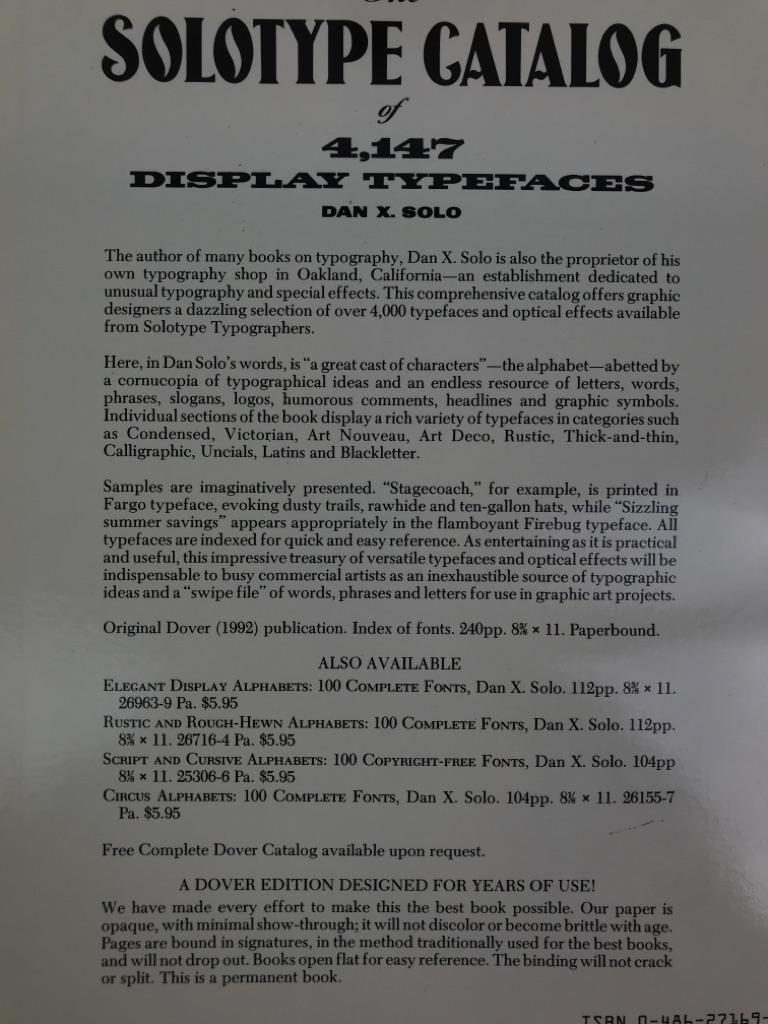 The
SOLOTYPE CATALOG
of
4,147
DISPLAY TYPEFACES
DAN X. SOLO
The author of many books on typography, Dan X. Solo is also the proprietor of his
own typography shop in Oakland, California—an establishment dedicated to
unusual typography and special effects. This comprehensive catalog offers graphic
designers a dazzling selection of over 4,000 typefaces and optical effects available
from Solotype Typographers.
Here, in Dan Solo's words, is “a great cast of characters”—the alphabet—abetted by
a cornucopia of typographical ideas and an endless resource of letters, words,
phrases, slogans, logos, humorous comments, headlines and graphic symbols.
Individual sections of the book display a rich variety of typefaces in categories such
as Condensed, Victorian, Art Nouveau, Art Deco, Rustic, Thick-and-thin,
Calligraphic, Uncials, Latins and Blackletter.
Samples are imaginatively presented. “Stagecoach,” for example, is printed in
Fargo typeface, evoking dusty trails, rawhide and ten-gallon hats, while “Sizzling
summer savings” appears appropriately in the flamboyant Firebug typeface. All
typefaces are indexed for quick and easy reference. As entertaining as it is practical
and useful, this impressive treasury of versatile typefaces and optical effects will be
indispensable to busy commercial artists as an inexhaustible source of typographic
ideas and a “swipe file” of words, phrases and letters for use in graphic art projects.
Original Dover (1992) publication. Index of fonts. 240pp. 8⅜ × 11. Paperbound.
ALSO AVAILABLE
ELEGANT DISPLAY ALPHABETS: 100 COMPLETE FONTS, Dan X. Solo. 112pp. 8⅜ × 11.
26963-9 Pa. $5.95
RUSTIC AND ROUGH-HEWN ALPHABETS: 100 COMPLETE FONTS, Dan X. Solo. 112pp.
8⅜ × 11. 26716-4 Pa. $5.95
SCRIPT AND CURSIVE ALPHABETS: 100 COPYRIGHT-FREE FONTS, Dan X. Solo. 104pp
8⅜ × 11. 25306-6 Pa. $5.95
CIRCUS ALPHABETS: 100 COMPLETE FONTS, Dan X. Solo. 104pp. 8⅜ × 11. 26155-7
Pa. $5.95
Free Complete Dover Catalog available upon request.
A DOVER EDITION DESIGNED FOR YEARS OF USE!
We have made every effort to make this the best book possible. Our paper is
opaque, with minimal show-through; it will not discolor or become brittle with age.
Pages are bound in signatures, in the method traditionally used for the best books,
and will not drop out. Books open flat for easy reference. The binding will not crack
or split. This is a permanent book.
ISBN 0-486-27169-